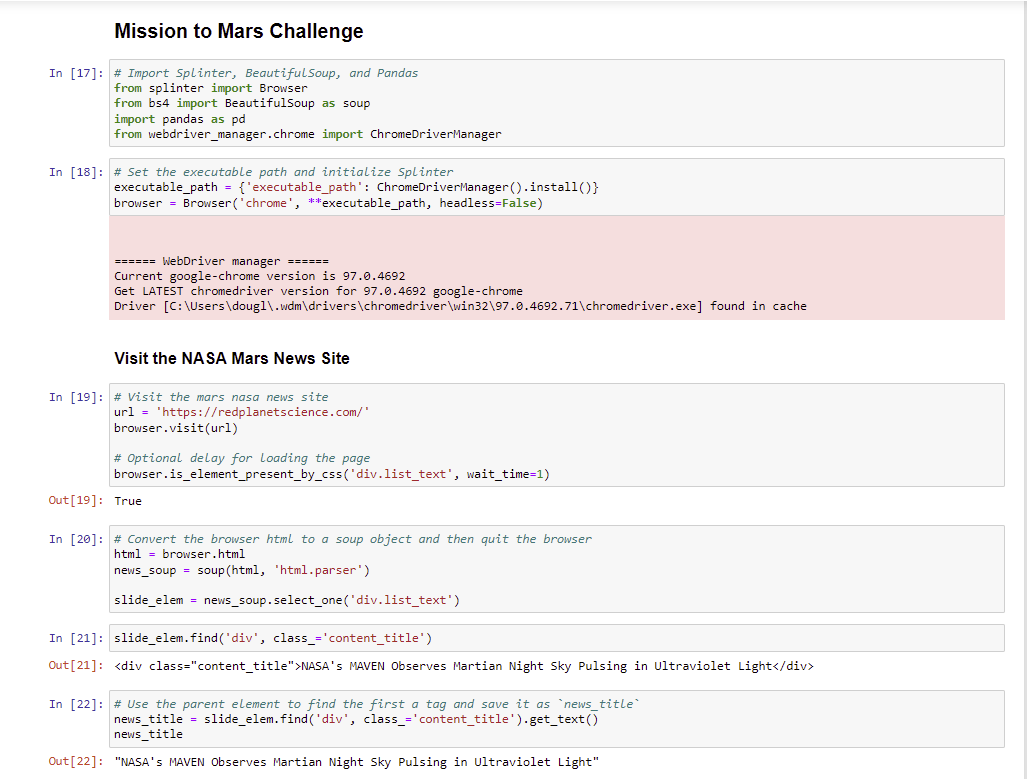 Mission to Mars Challenge
In [17]: # Import Splinter, BeautifulSoup, and Pandas
from splinter import Browser
from bs4 import BeautifulSoup as soup
import pandas as pd
from webdriver_manager.chrome import ChromeDriverManager
In [18]: # Set the executable path and initialize Splinter
executable_path = {'executable_path': ChromeDriverManager().install()}
browser = Browser('chrome', **executable_path, headless=False)
====== WebDriver manager ======
Current google-chrome version is 97.0.4692
Get LATEST chromedriver version for 97.0.4692 google-chrome
Driver [C:\Users\dougl\.wdm\drivers\chromedriver\win32\97.0.4692.71\chromedriver.exe] found in cache
Visit the NASA Mars News Site
In [19]: # Visit the mars nasa news site
url = 'https://redplanetscience.com/'
browser.visit(url)
# Optional delay for loading the page
browser.is_element_present_by_css('div.list_text', wait_time=1)
Out[19]: True
In [20]: # Convert the browser html to a soup object and then quit the browser
html = browser.html
news_soup = soup(html, 'html.parser')
slide_elem = news_soup.select_one('div.list_text')
In [21]: slide_elem.find('div', class_='content_title')
Out[21]: <div class="content_title">NASA's MAVEN Observes Martian Night Sky Pulsing in Ultraviolet Light</div>
In [22]: # Use the parent element to find the first a tag and save it as `news_title`
news_title = slide_elem.find('div', class_='content_title').get_text()
news_title
Out[22]: "NASA's MAVEN Observes Martian Night Sky Pulsing in Ultraviolet Light"